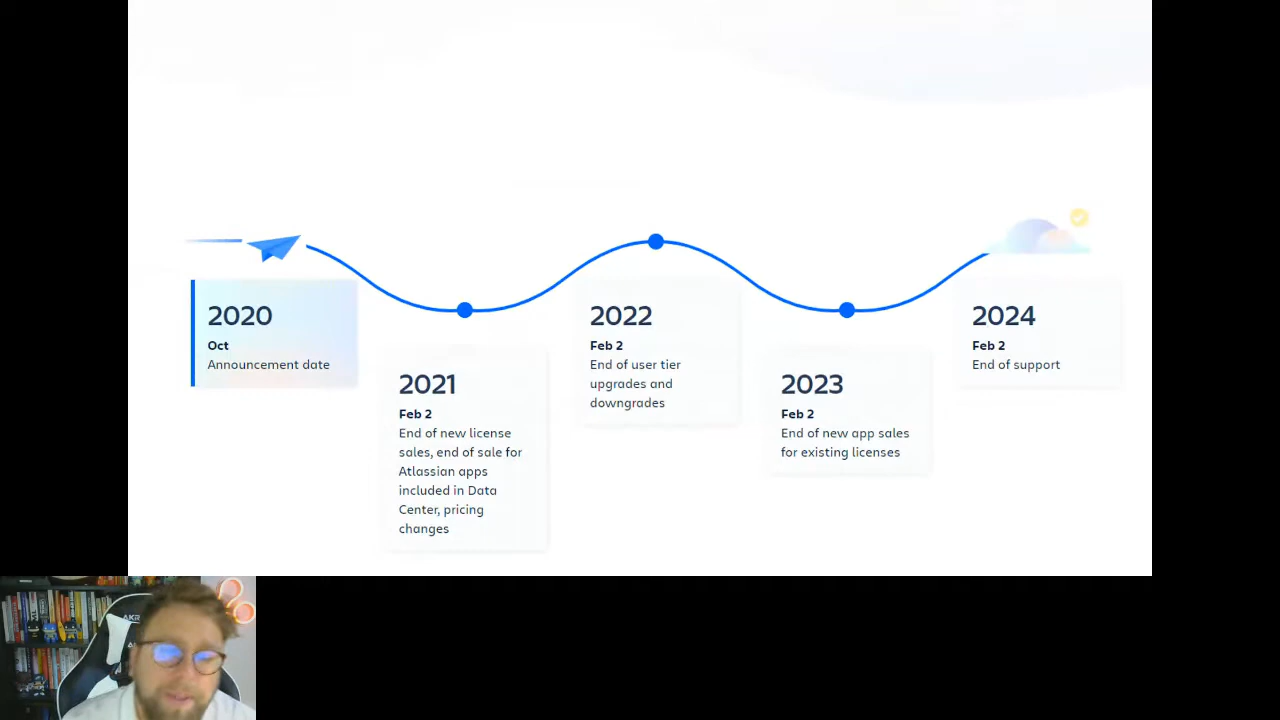 2020
Oct
Announcement date
2021
Feb 2
End of new license
sales, end of sale for
Atlassian apps
included in Data
Center, pricing
changes
2022
Feb 2
End of user tier
upgrades and
downgrades
2023
Feb 2
End of new app sales
for existing licenses
2024
Feb 2
End of support